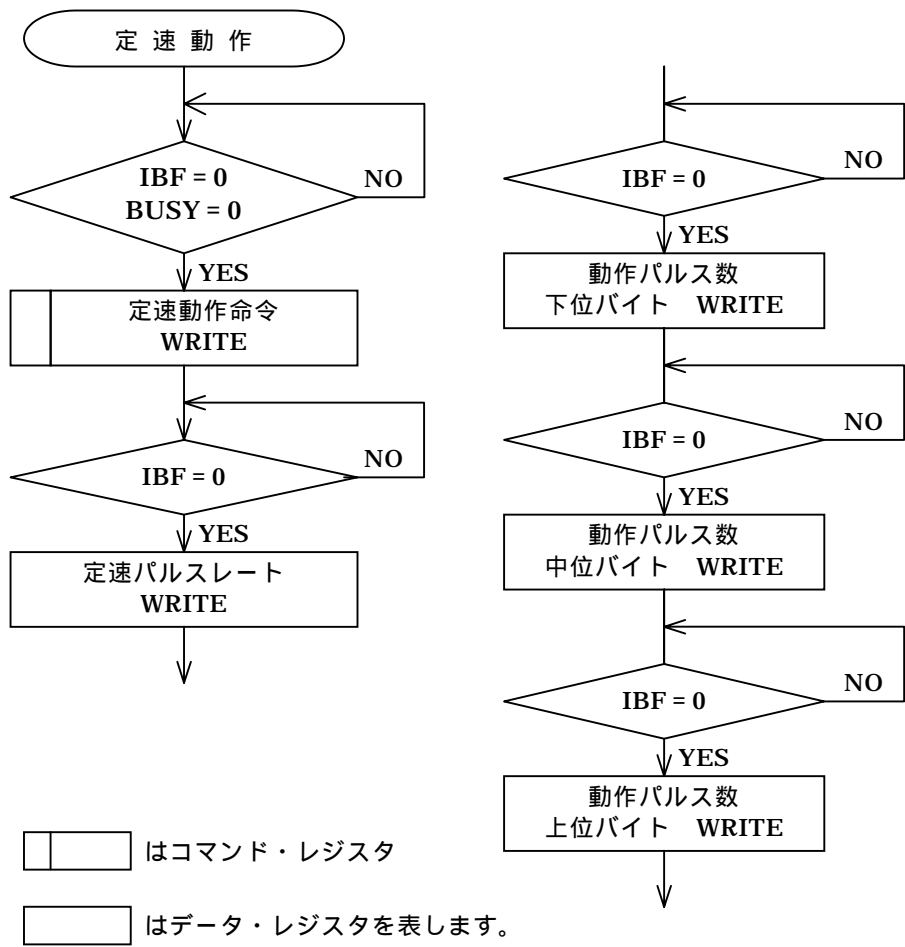 定 速 動 作
IBF = 0
BUSY = 0
NO
YES
定速動作命令
WRITE
IBF = 0
NO
YES
定速パルスレート
WRITE
IBF = 0
NO
YES
動作パルス数
下位バイト　WRITE
IBF = 0
NO
YES
動作パルス数
中位バイト　WRITE
IBF = 0
NO
YES
動作パルス数
上位バイト　WRITE
はコマンド・レジスタ
はデータ・レジスタを表します。